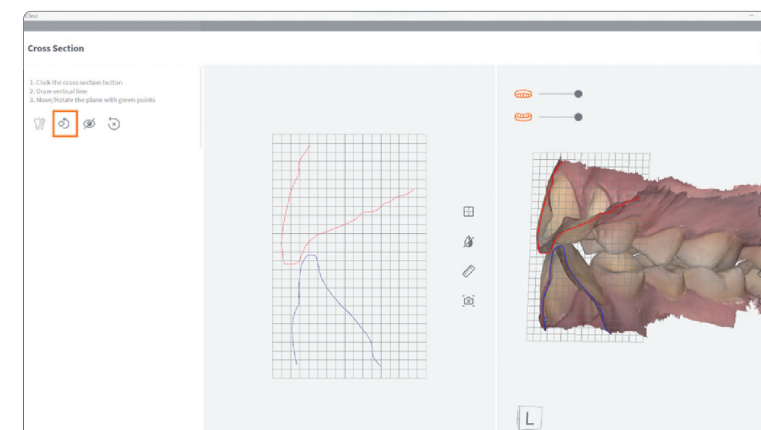 Clinic
Cross Section
1. Click the cross section button
2. Draw vertical line
3. Move/Rotate the plane with green points
L